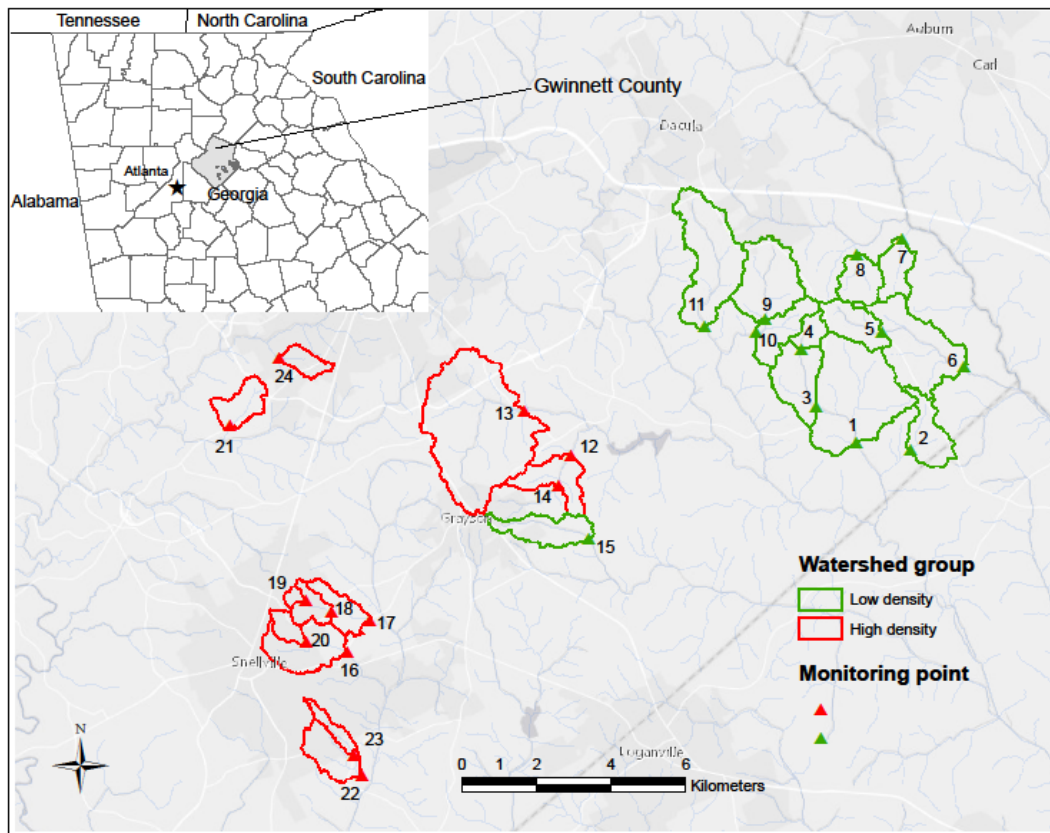 Tennessee
North Carolina
South Carolina
Gwinnett County
Atlanta
Georgia
Alabama
Auburn
Carl
Dacula
7
8
11
9
10
4
5
6
3
1
2
24
21
13
12
14
Grayson
15
19
18
17
20
Snellville
16
23
22
Loganville
N
Watershed group
Low density
High density
Monitoring point
0 1 2 4 6
Kilometers